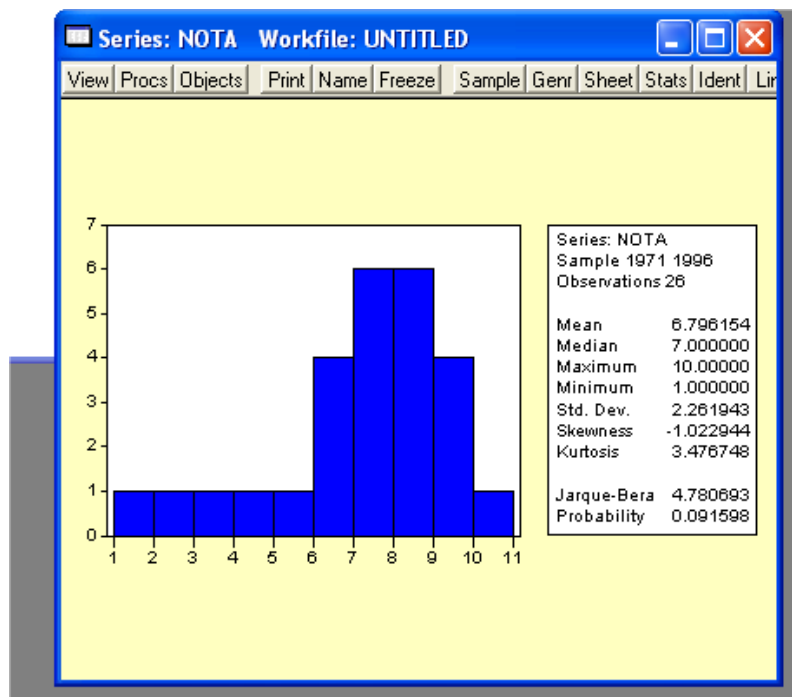 Series: NOTA Workfile: UNTITLED
View Procs Objects Print Name Freeze Sample Genr Sheet Stats Ident Lin
7
6
5
4
3
2
1
0
1 2 3 4 5 6 7 8 9 10 11
Series: NOTA
Sample 1971 1996
Observations 26
Mean 6.796154
Median 7.000000
Maximum 10.00000
Minimum 1.000000
Std. Dev. 2.261943
Skewness -1.022944
Kurtosis 3.476748
Jarque-Bera 4.780693
Probability 0.091598